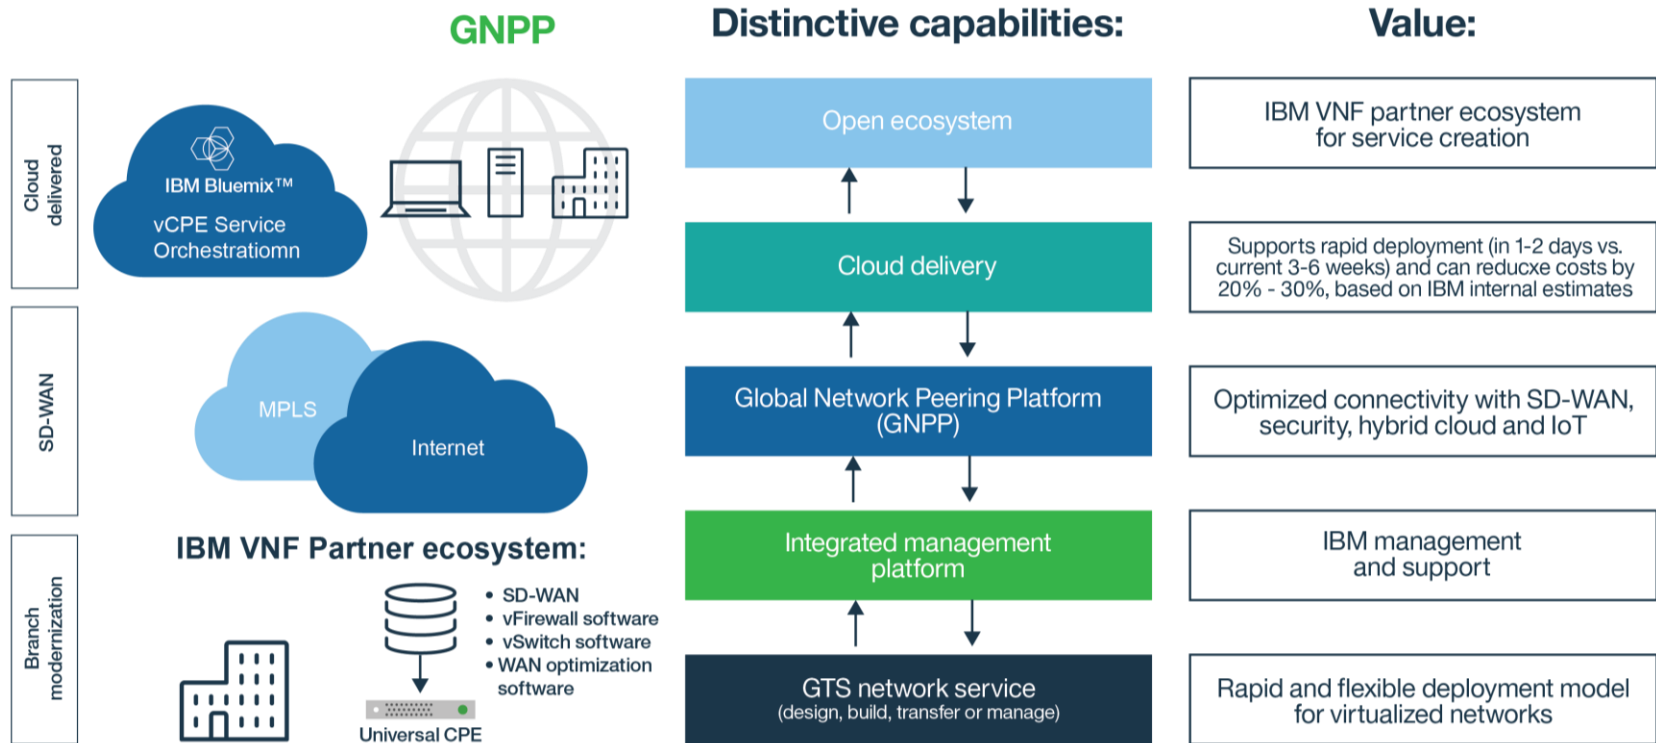 GNPP
Distinctive capabilities:
Value:
Cloud
delivered
IBM Bluemix™
vCPE Service
Orchestratiomn
Open ecosystem
IBM VNF partner ecosystem
for service creation
Cloud delivery
Supports rapid deployment (in 1-2 days vs.
current 3-6 weeks) and can reducxe costs by
20% - 30%, based on IBM internal estimates
SD-WAN
MPLS
Internet
Global Network Peering Platform
(GNPP)
Optimized connectivity with SD-WAN,
security, hybrid cloud and IoT
Branch
modernization
IBM VNF Partner ecosystem:
• SD-WAN
• vFirewall software
• vSwitch software
• WAN optimization
software
Universal CPE
Integrated management
platform
IBM management
and support
GTS network service
(design, build, transfer or manage)
Rapid and flexible deployment model
for virtualized networks